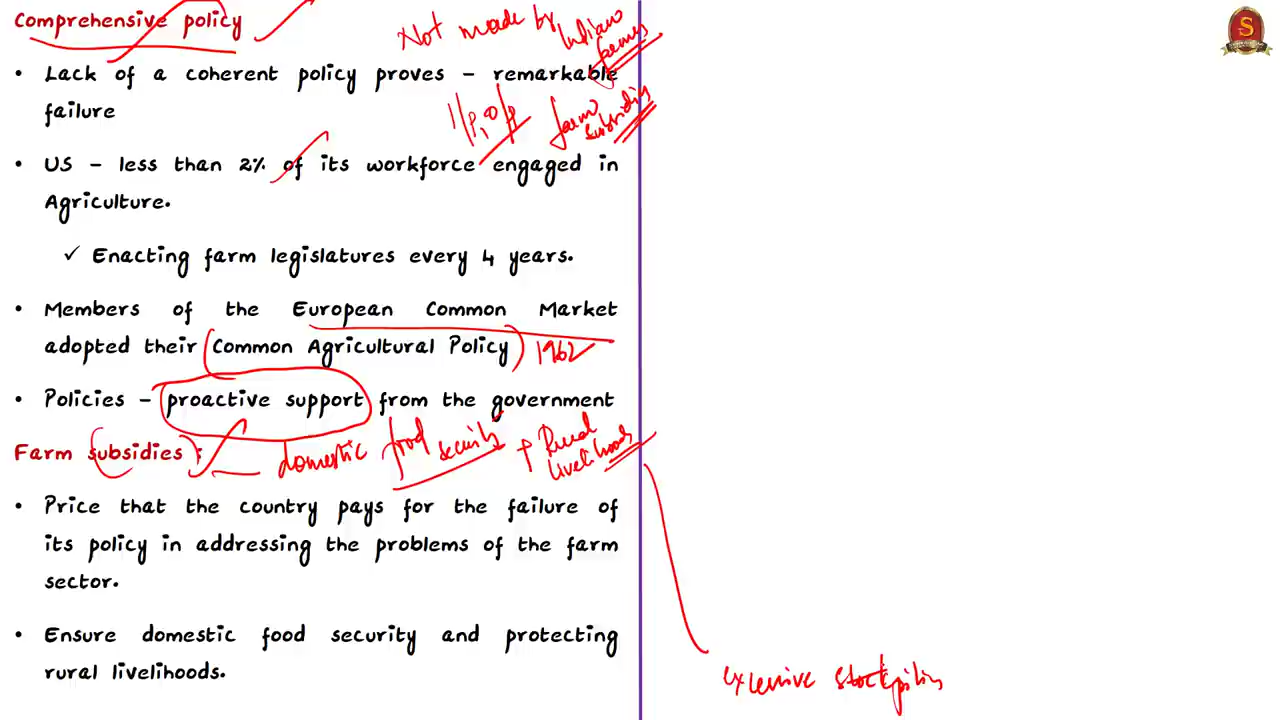 Comprehensive policy
Not made by Indian
farmers
• Lack of a coherent policy proves – remarkable
failure
I/P, O/P farm
subsidies
• US – less than 2% of its workforce engaged in
Agriculture.
✓ Enacting farm legislatures every 4 years.
• Members of the European Common Market
adopted their (Common Agricultural Policy) 1962
• Policies – proactive support from the government
Farm subsidies : domestic food security + Rural
livelihoods
• Price that the country pays for the failure of
its policy in addressing the problems of the farm
sector.
• Ensure domestic food security and protecting
rural livelihoods.
excessive stockpiling
S